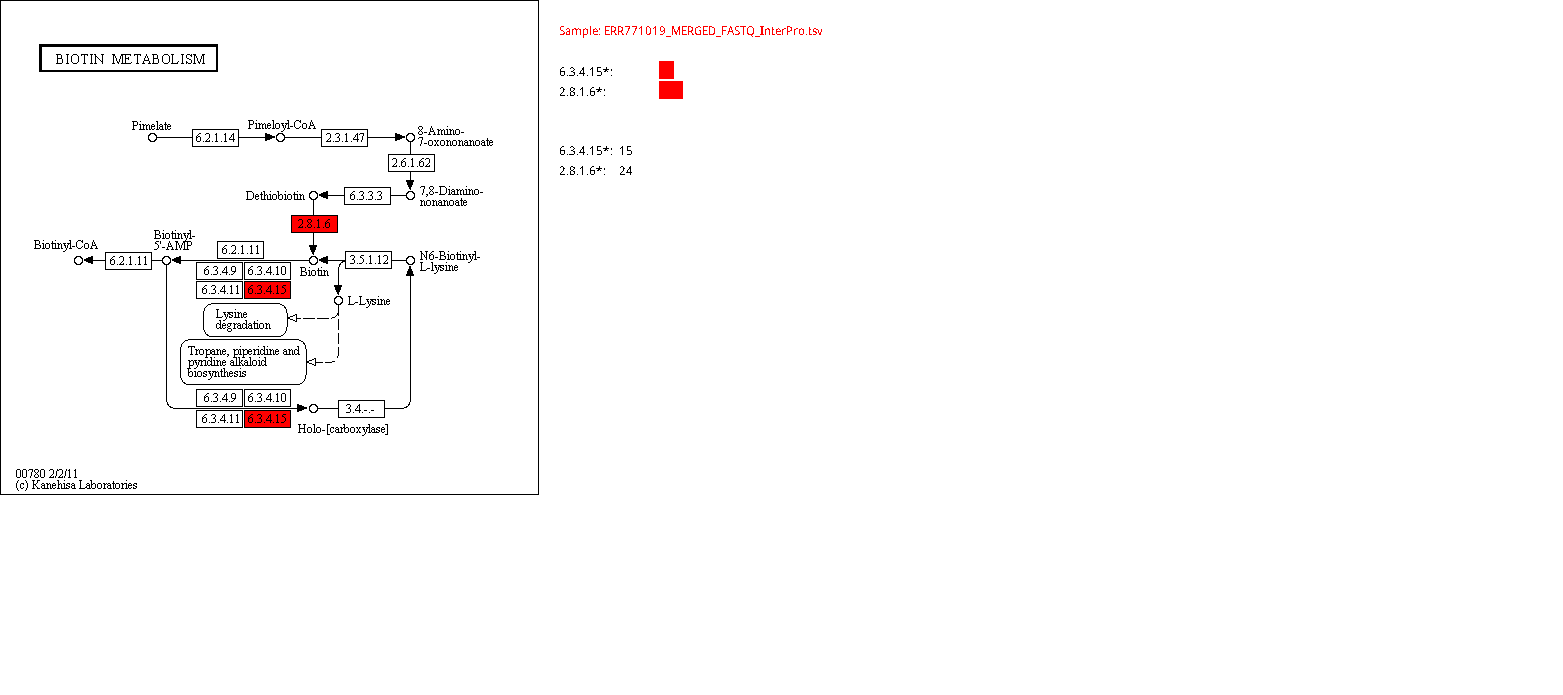 Sample: ERR771019_MERGED_FASTQ_InterPro.tsv
BIOTIN METABOLISM
6.3.4.15*:
2.8.1.6*:
Pimelate
6.2.1.14
Pimeloyl-CoA
2.3.1.47
8-Amino-
7-oxononanoate
2.6.1.62
6.3.4.15*: 15
2.8.1.6*: 24
Dethiobiotin
6.3.3.3
7,8-Diamino-
nonanoate
2.8.1.6
Biotinyl-CoA
6.2.1.11
Biotinyl-
5'-AMP
6.2.1.11
Biotin
3.5.1.12
N6-Biotinyl-
L-lysine
6.3.4.9 6.3.4.10
6.3.4.11 6.3.4.15
L-Lysine
Lysine
degradation
Tropane, piperidine and
pyridine alkaloid
biosynthesis
6.3.4.9 6.3.4.10
6.3.4.11 6.3.4.15
3.4.-.-
Holo-[carboxylase]
00780 2/2/11
(c) Kanehisa Laboratories